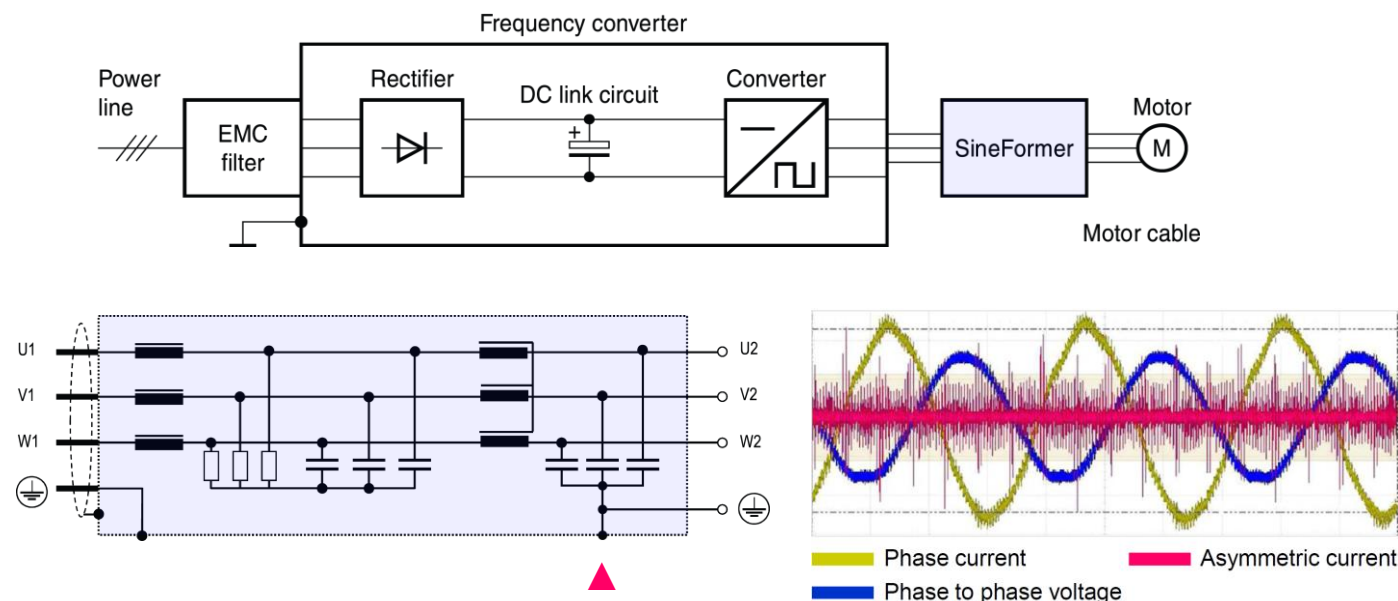 Frequency converter
Power
line
Rectifier
DC link circuit
Converter
Motor
EMC
filter
+
SineFormer
M
Motor cable
U1
U2
V1
V2
W1
W2
Phase current
Asymmetric current
Phase to phase voltage